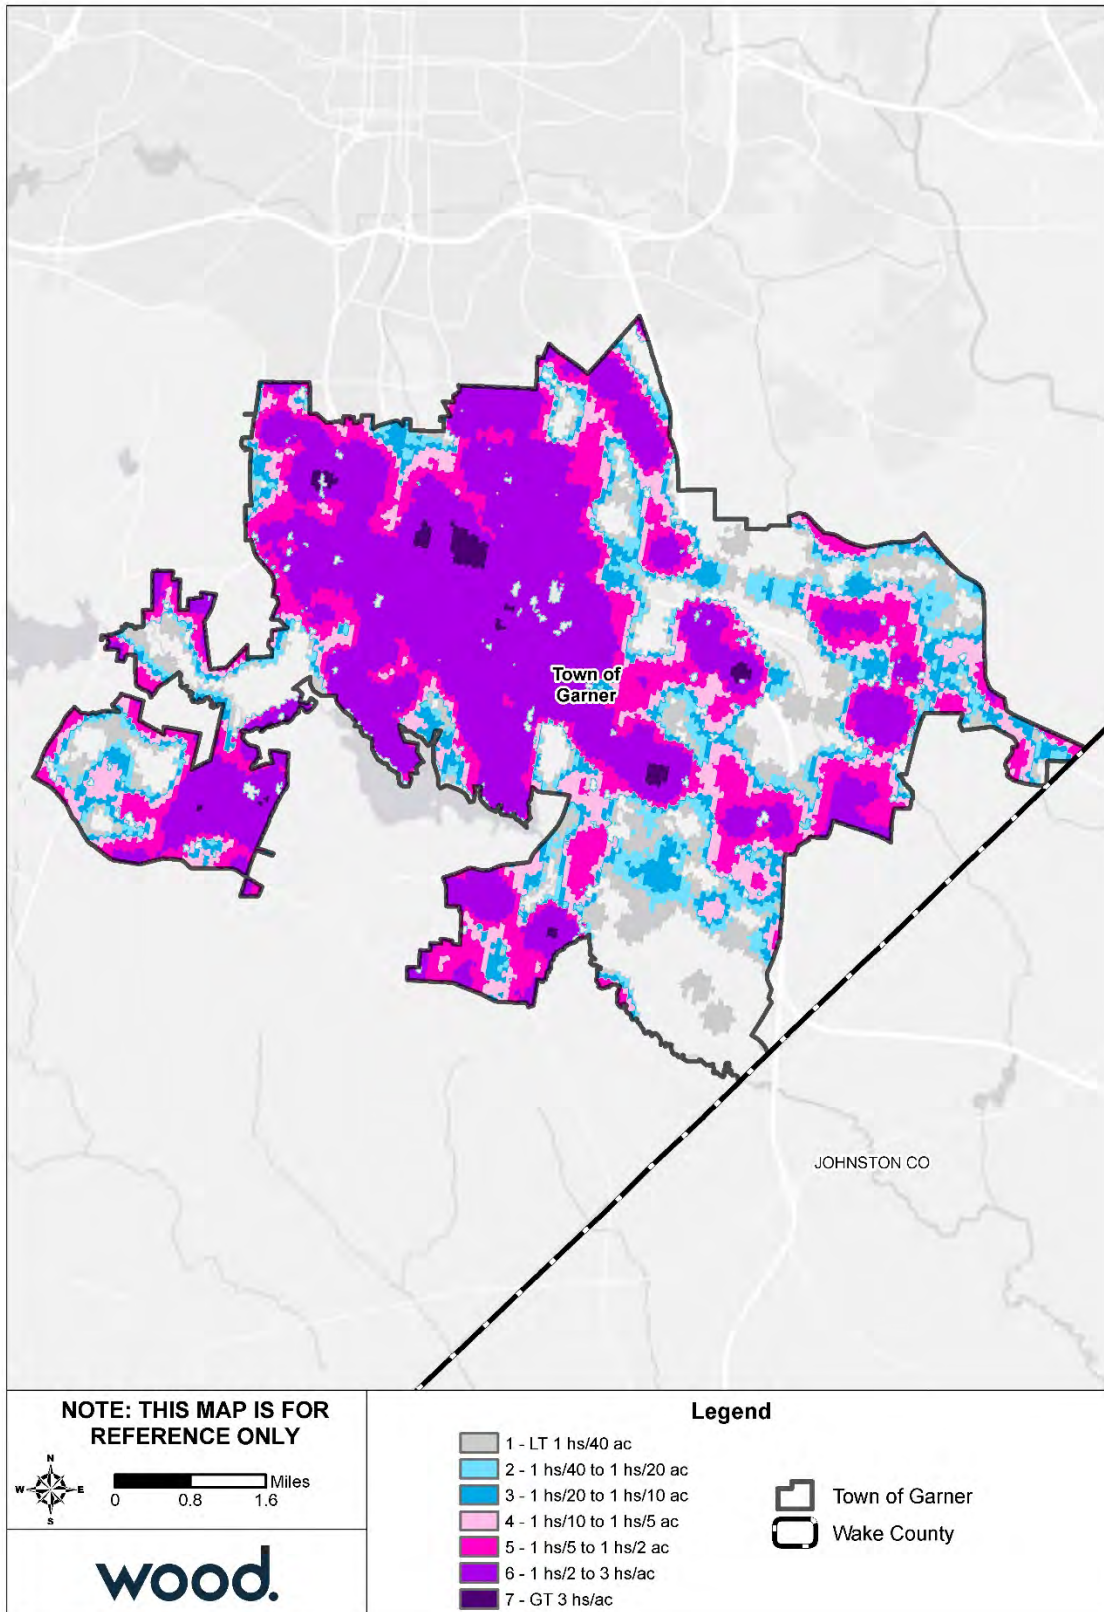 Town of
Garner
JOHNSTON CO
NOTE: THIS MAP IS FOR
REFERENCE ONLY
N
W E
S
Miles
0 0.8 1.6
wood.
Legend
1 - LT 1 hs/40 ac
2 - 1 hs/40 to 1 hs/20 ac
3 - 1 hs/20 to 1 hs/10 ac
4 - 1 hs/10 to 1 hs/5 ac
5 - 1 hs/5 to 1 hs/2 ac
6 - 1 hs/2 to 3 hs/ac
7 - GT 3 hs/ac
Town of Garner
Wake County